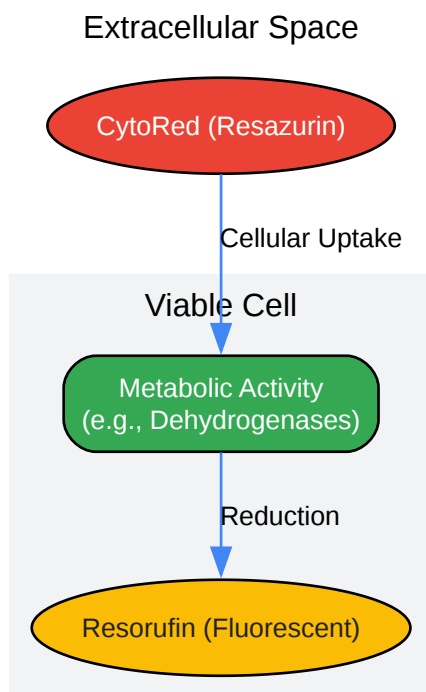 Extracellular Space
CytoRed (Resazurin)
Cellular Uptake
Viable Cell
Metabolic Activity
(e.g., Dehydrogenases)
Reduction
Resorufin (Fluorescent)